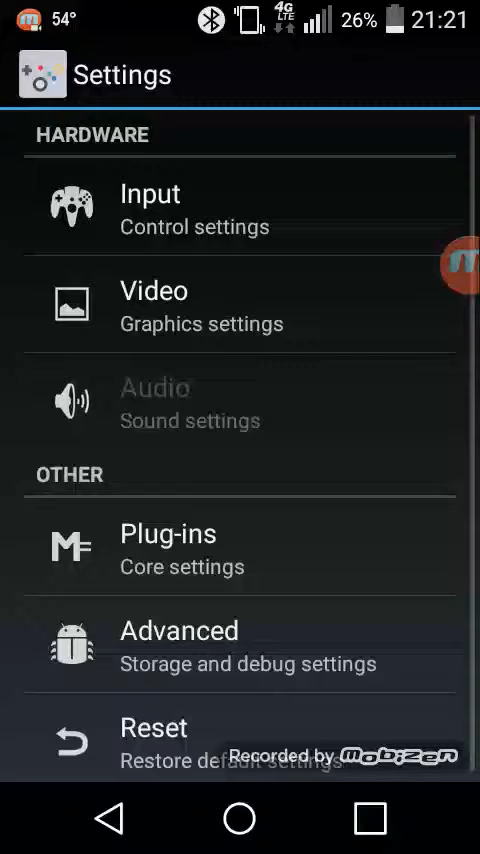 54° 4G LTE 26% 21:21
Settings
HARDWARE
Input
Control settings
Video
Graphics settings
Audio
Sound settings
OTHER
Plug-ins
Core settings
Advanced
Storage and debug settings
Reset
Restore default settings
Recorded by mobizen